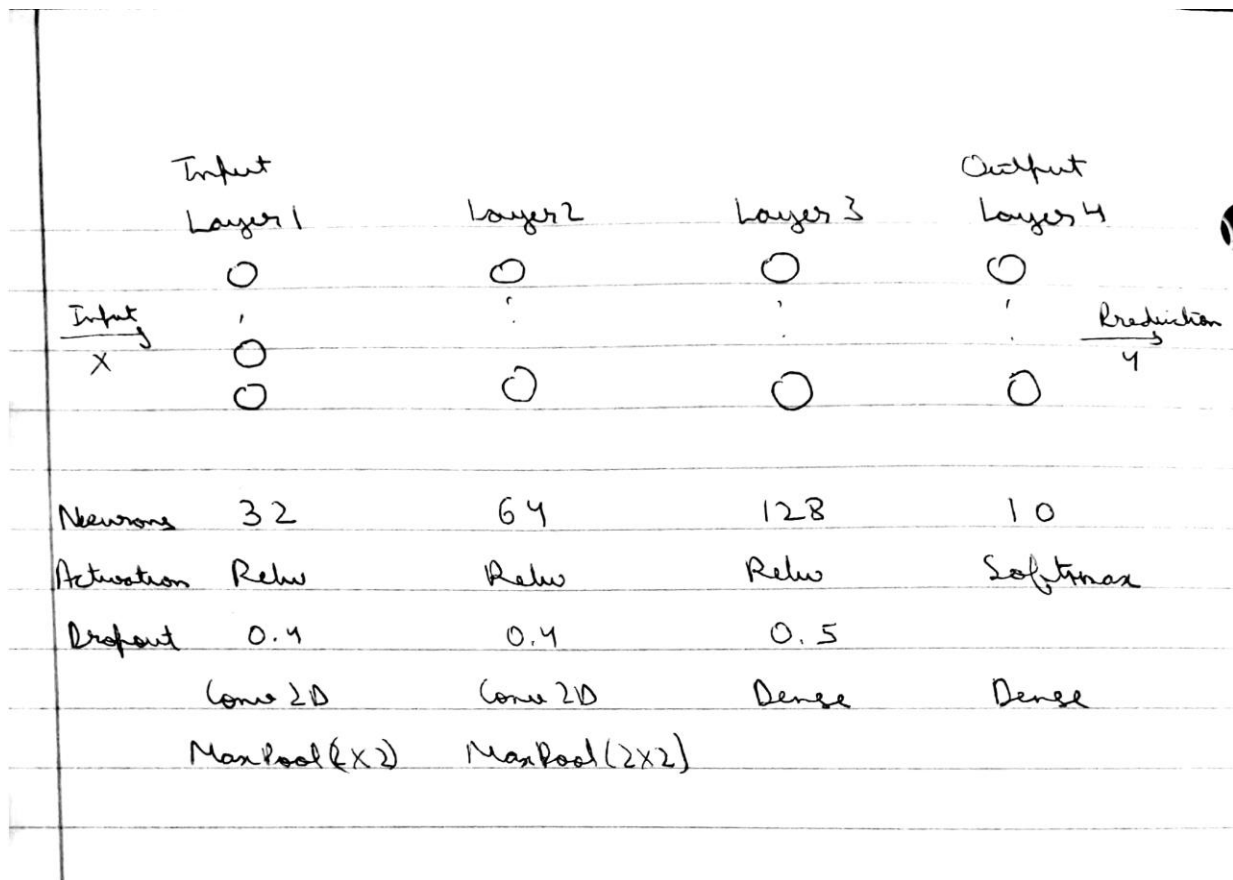 Input Output
Layer 1 Layer 2 Layer 3 Layer 4
Input Prediction
X Y
Neurons 32 64 128 10
Activation Relu Relu Relu Softmax
Dropout 0.4 0.4 0.5
Conv 2D Conv 2D Dense Dense
MaxPool (2X2) MaxPool (2X2)